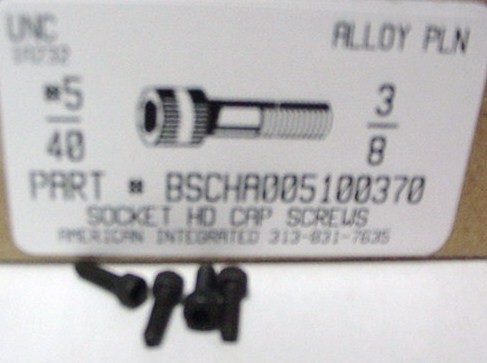 UNC
ALLOY PLN
#5
40
3
8
PART # BSCHA005100370
SOCKET HD CAP SCREWS
AMERICAN INTEGRATED 313-831-7635